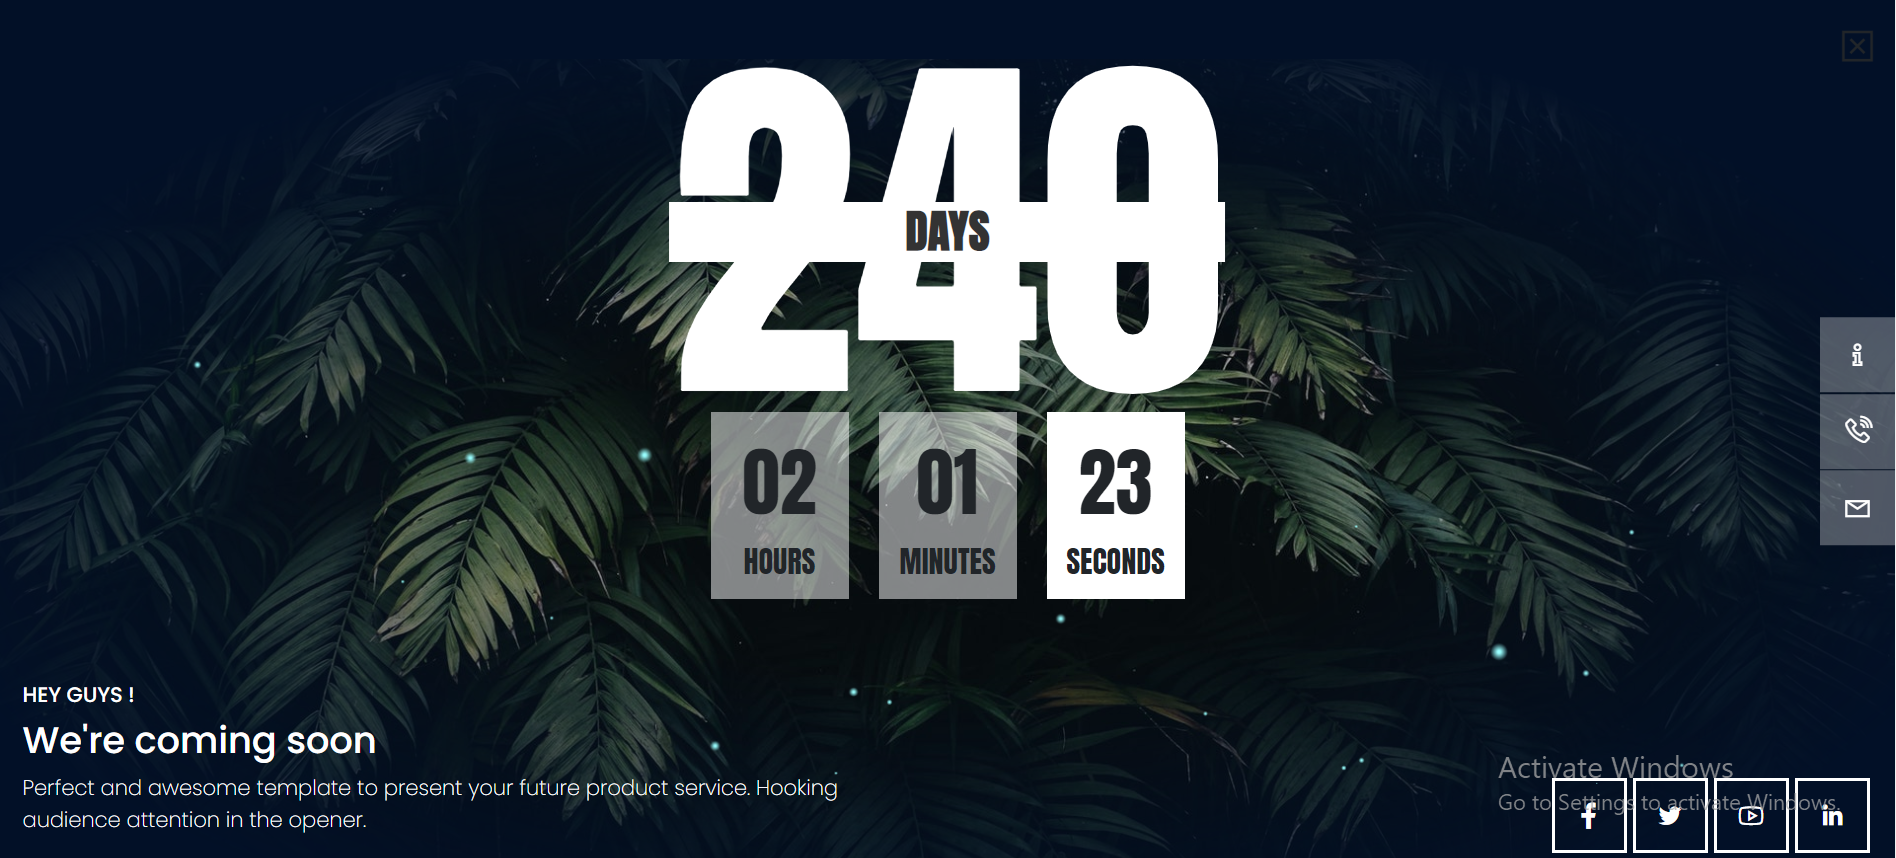 240
DAYS
02
HOURS
01
MINUTES
23
SECONDS
HEY GUYS !
We're coming soon
Perfect and awesome template to present your future product service. Hooking
audience attention in the opener.
Activate Windows
Go to Settings to activate Windows.